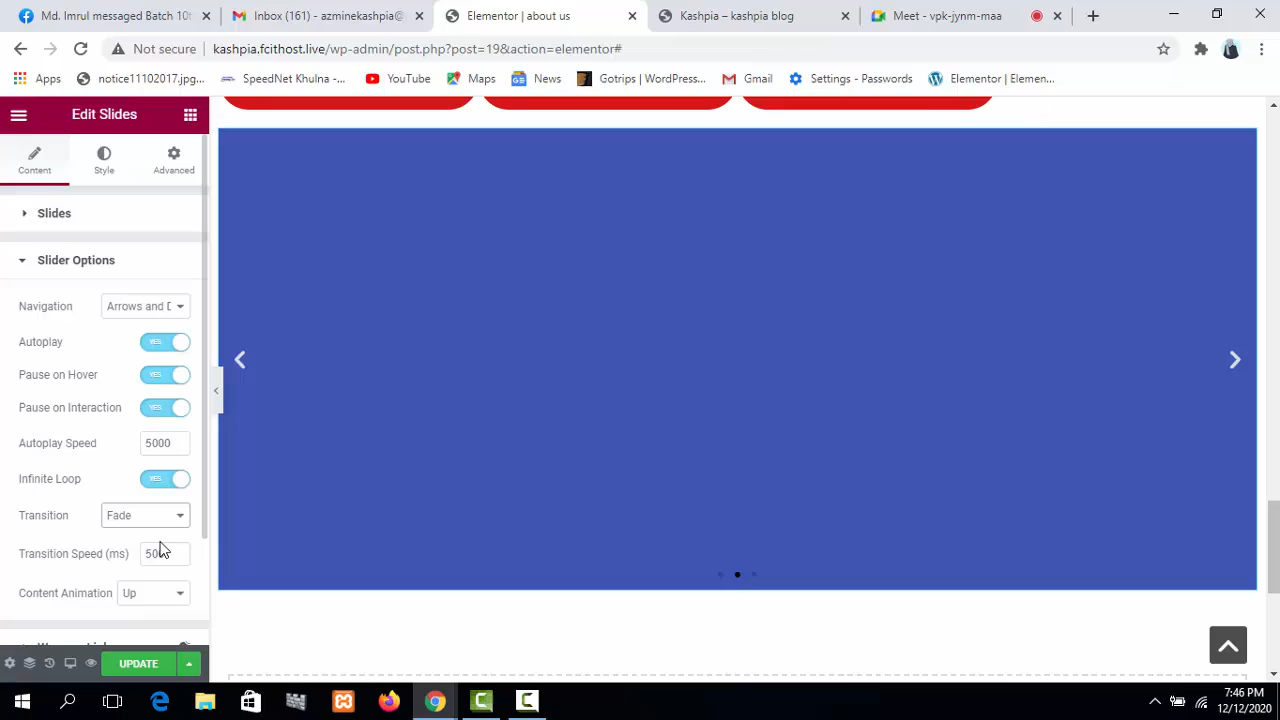 Md. Imrul messaged Batch 10
Inbox (161) - azminekashpia@
Elementor | about us
Kashpia – kashpia blog
Meet - vpk-jynm-maa
Not secure
kashpia.fcithost.live/wp-admin/post.php?post=19&action=elementor#
Apps
notice11102017.jpg...
SpeedNet Khulna -...
YouTube
Maps
News
Gotrips | WordPress...
Gmail
Settings - Passwords
Elementor | Elemen...
Edit Slides
Content
Style
Advanced
Slides
Slider Options
Navigation
Arrows and D
Autoplay
YES
Pause on Hover
YES
Pause on Interaction
YES
Autoplay Speed
5000
Infinite Loop
YES
Transition
Fade
Transition Speed (ms)
Content Animation
Up
UPDATE
7:46 PM
12/12/2020